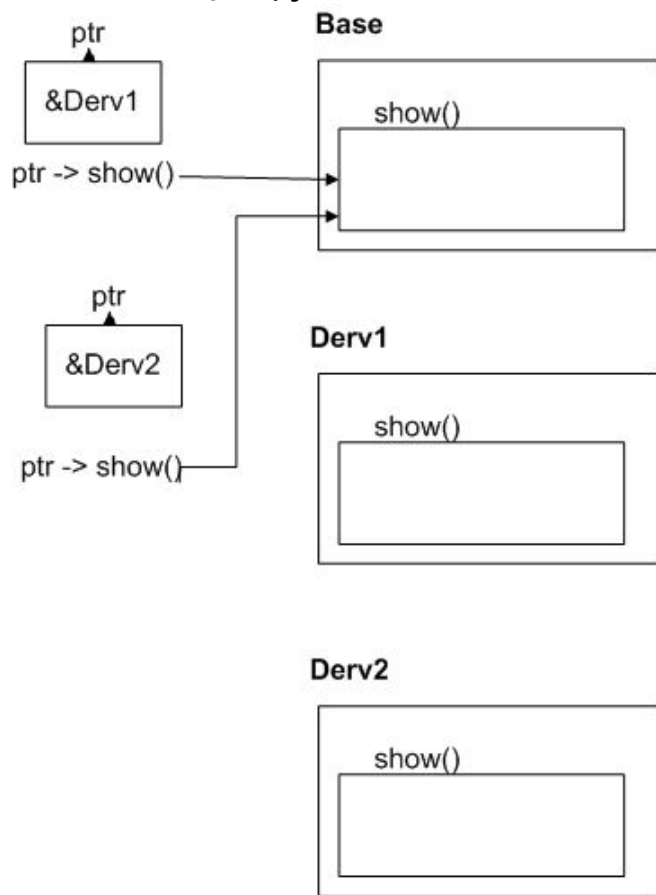 Base
ptr
&Derv1
show()
ptr -> show()
ptr
&Derv2
Derv1
show()
ptr -> show()
Derv2
show()